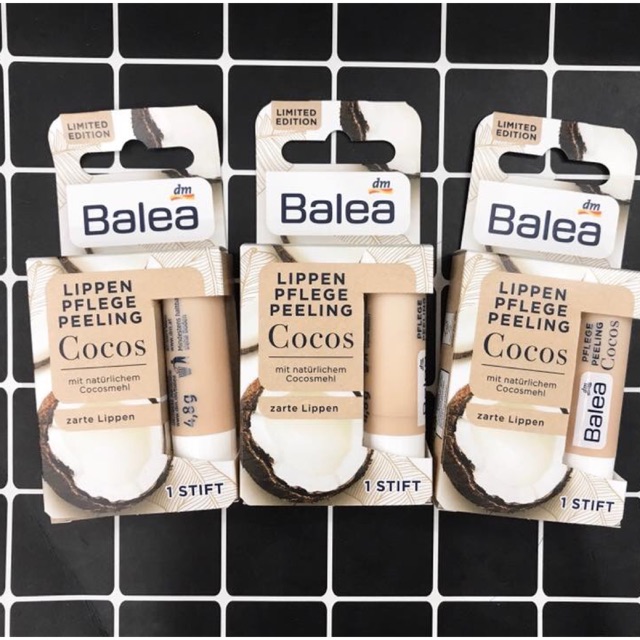 LIMITED
EDITION
dm
Balea
LIPPEN
PFLEGE
PEELING
Cocos
mit natürlichem
Cocosmehl
zarte Lippen
4,8g
1 STIFT
LIMITED
EDITION
dm
Balea
LIPPEN
PFLEGE
PEELING
Cocos
mit natürlichem
Cocosmehl
zarte Lippen
PFLEGE
PEELING
1 STIFT
LIMITED
EDITION
dm
Balea
LIPPEN
PFLEGE
PEELING
Cocos
mit natürlichem
Cocosmehl
zarte Lippen
PFLEGE
PEELING
Cocos
Balea
1 STIFT